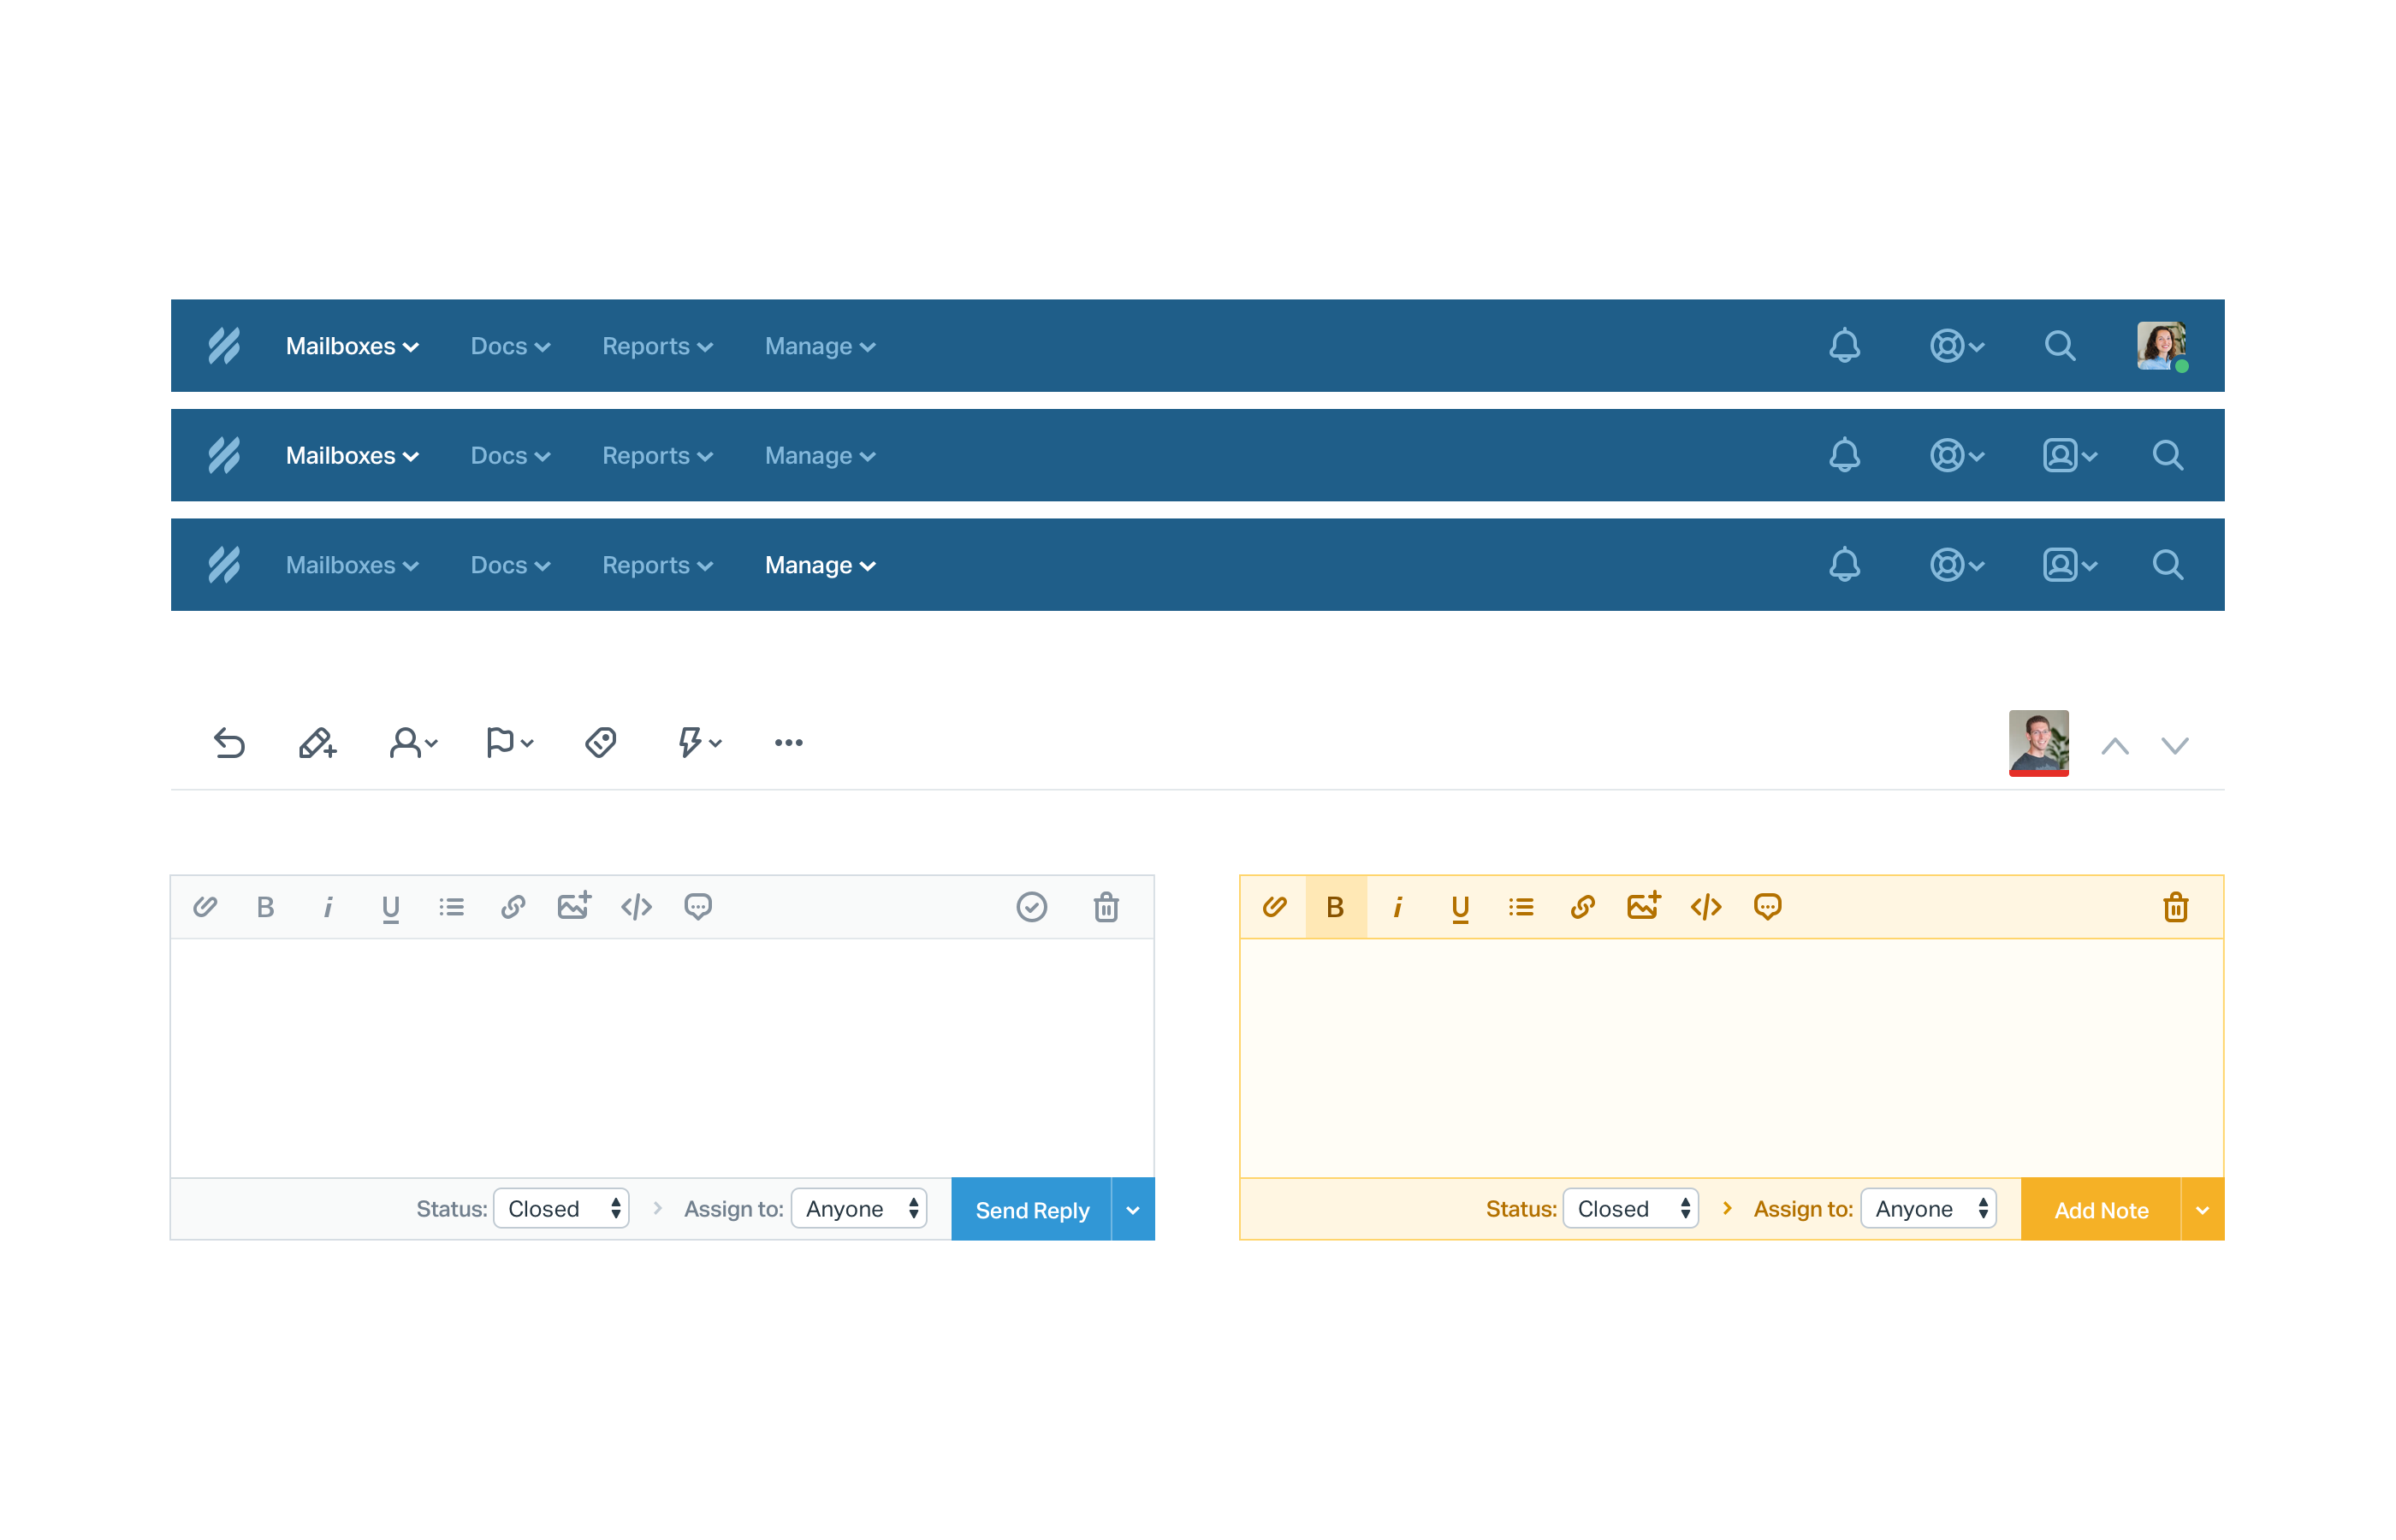 Mailboxes Docs Reports Manage
Mailboxes Docs Reports Manage
Mailboxes Docs Reports Manage
B i U
B i U
Status: Closed Assign to: Anyone Send Reply
Status: Closed Assign to: Anyone Add Note